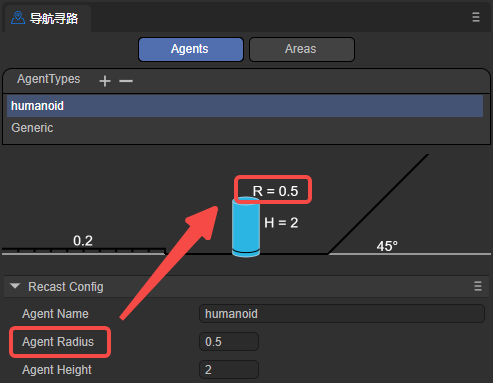 导航寻路
Agents
Areas
AgentTypes
humanoid
Generic
R = 0.5
0.2
H = 2
45°
Recast Config
Agent Name
humanoid
Agent Radius
0.5
Agent Height
2